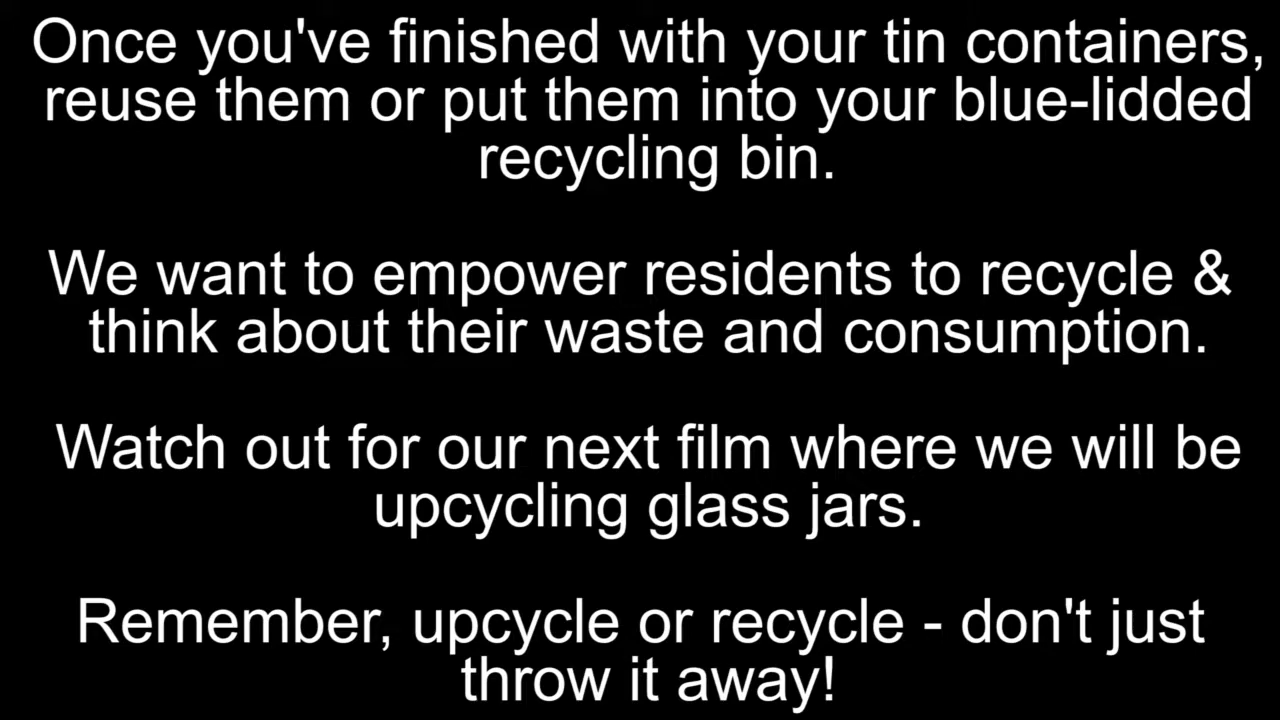 Once you've finished with your tin containers,
reuse them or put them into your blue-lidded
recycling bin.
We want to empower residents to recycle &
think about their waste and consumption.
Watch out for our next film where we will be
upcycling glass jars.
Remember, upcycle or recycle - don't just
throw it away!